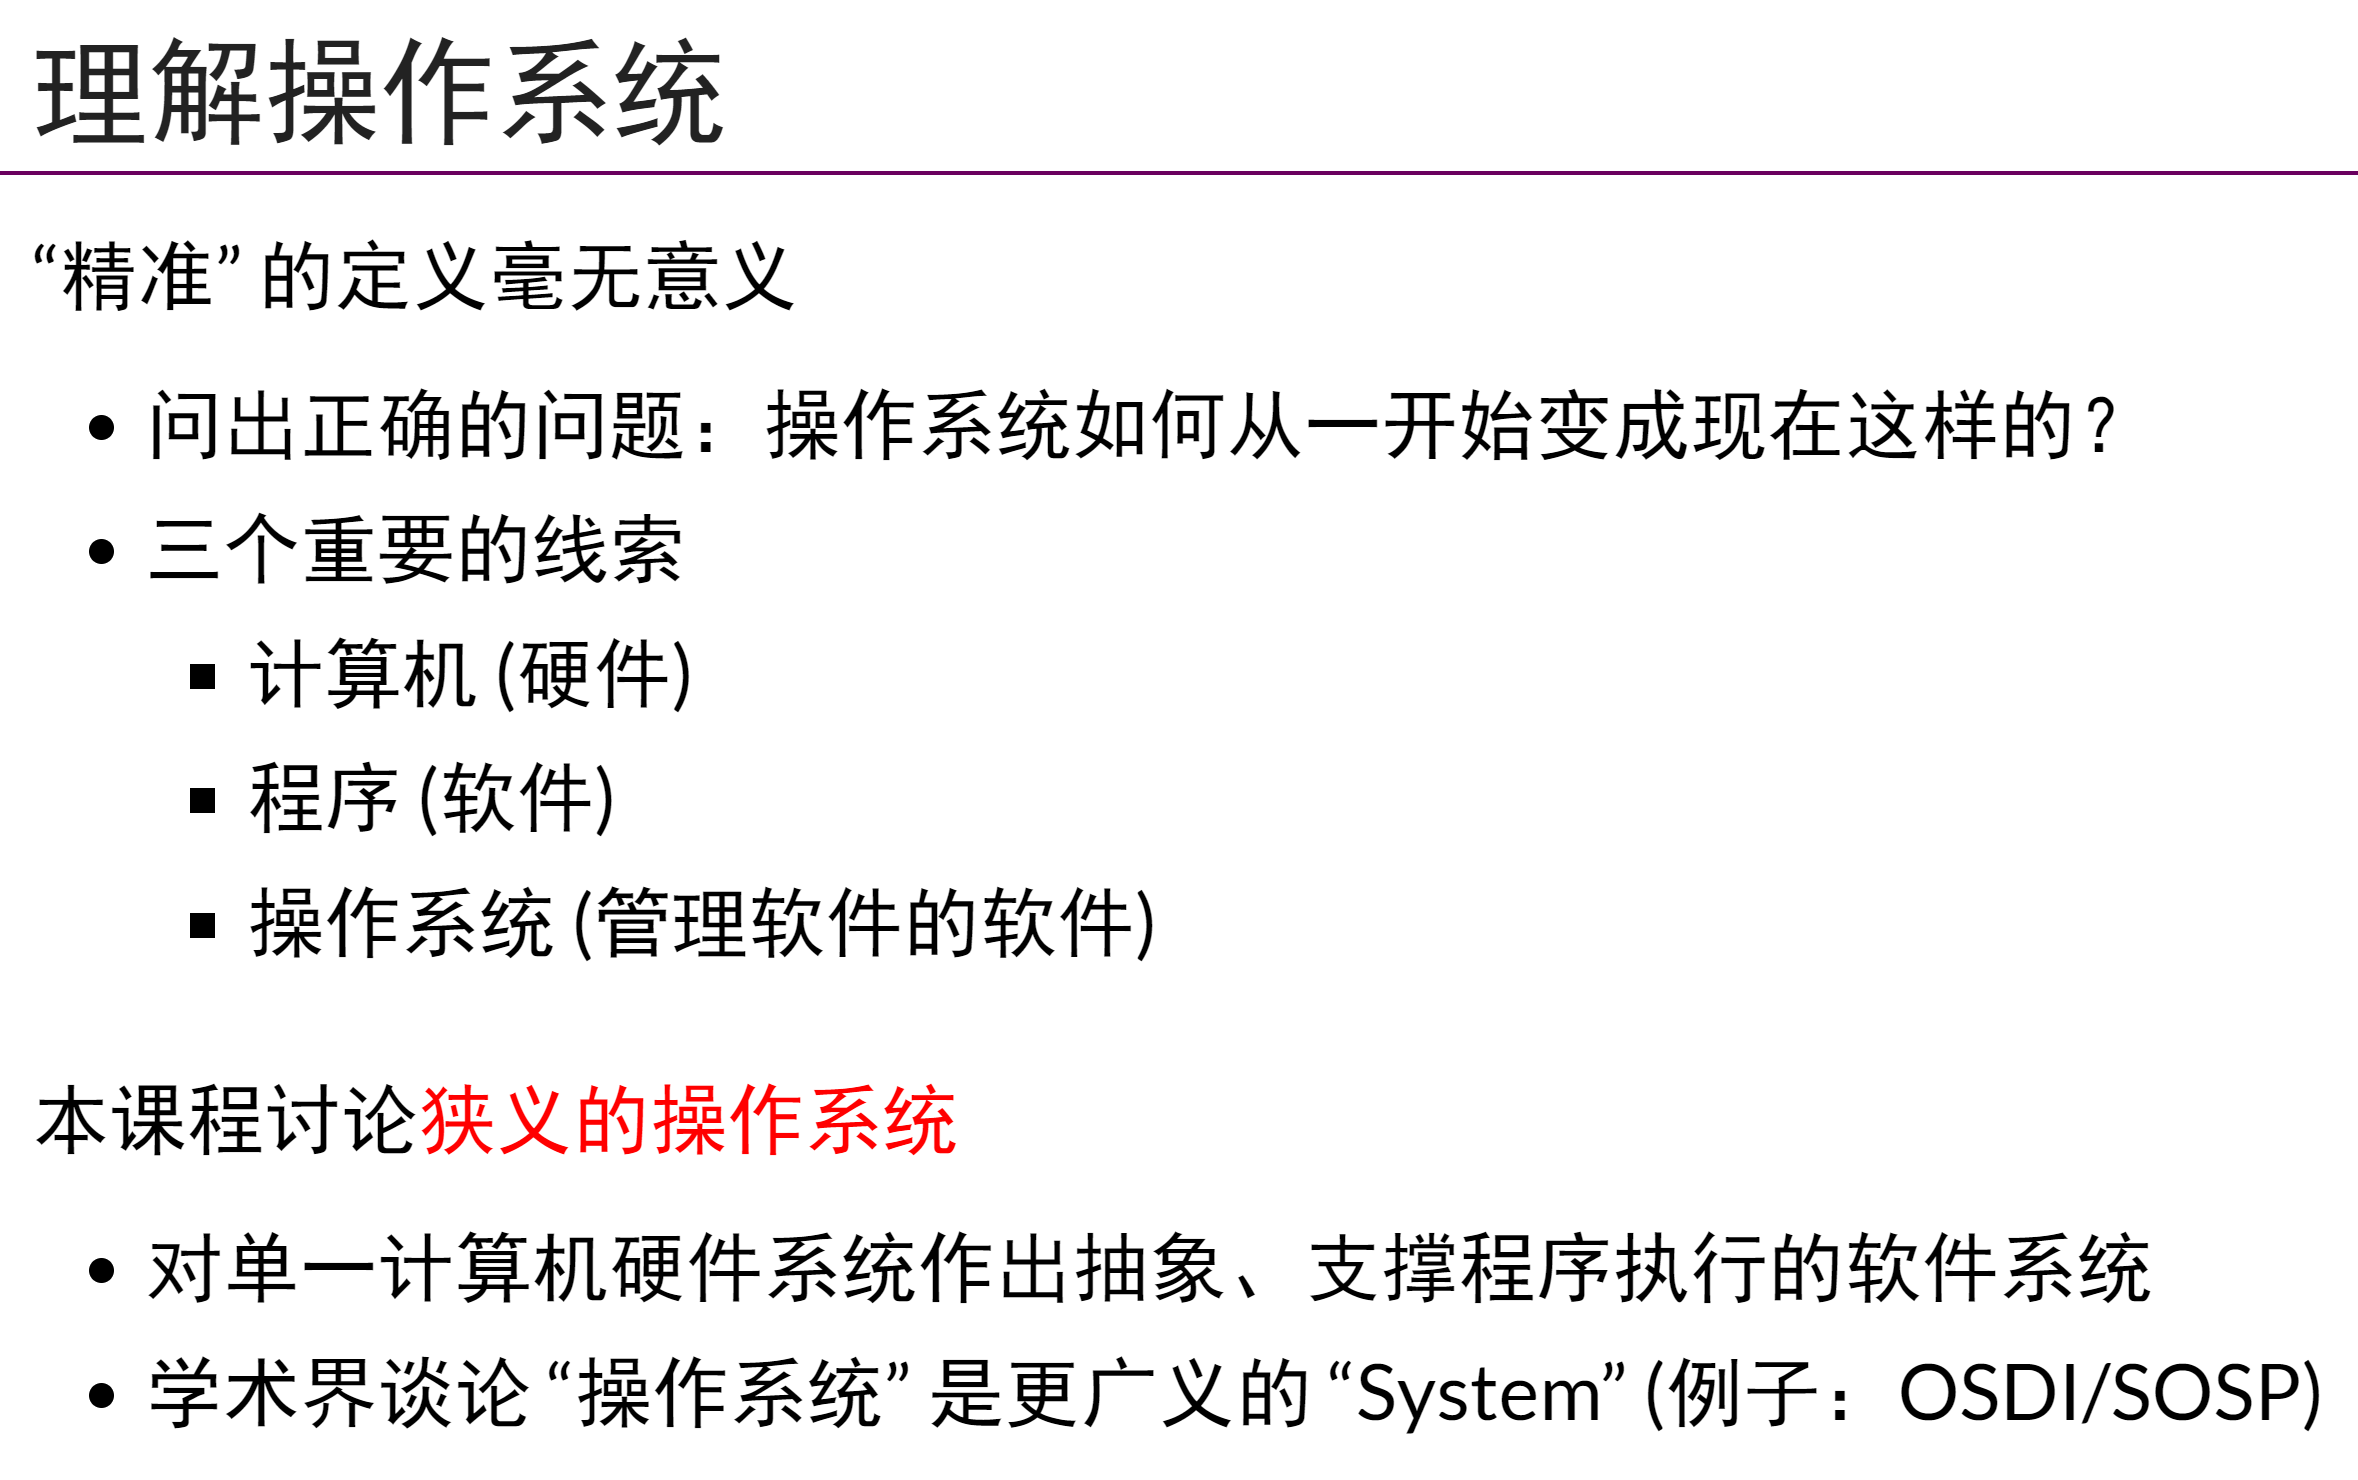 理解操作系统
“精准” 的定义毫无意义
• 问出正确的问题：操作系统如何从一开始变成现在这样的？
• 三个重要的线索
▪ 计算机 (硬件)
▪ 程序 (软件)
▪ 操作系统 (管理软件的软件)
本课程讨论狭义的操作系统
• 对单一计算机硬件系统作出抽象、支撑程序执行的软件系统
• 学术界谈论 “操作系统” 是更广义的 “System” (例子：OSDI/SOSP)